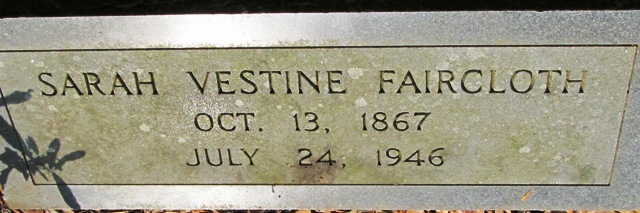 SARAH VESTINE FAIRCLOTH
OCT. 13, 1867
JULY 24, 1946